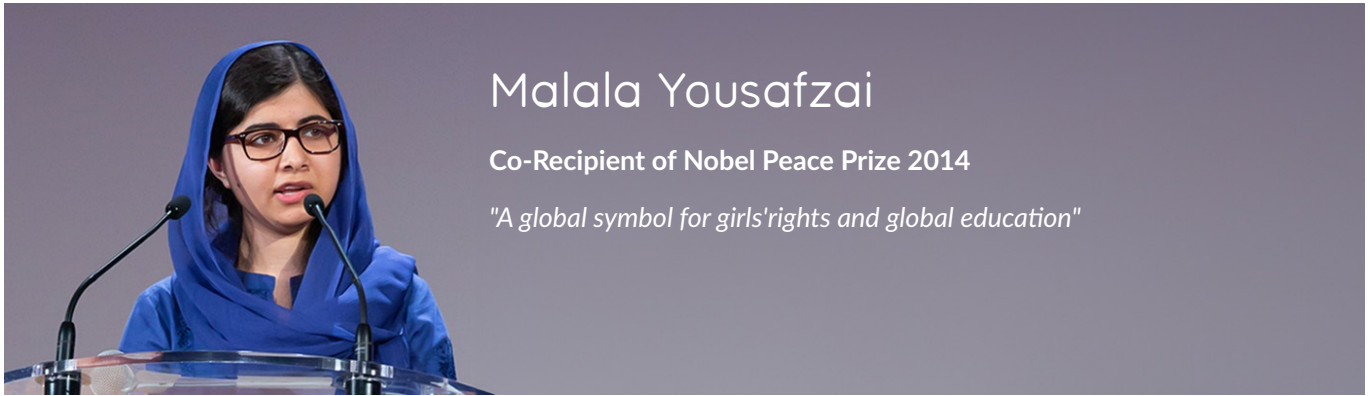 Malala Yousafzai
Co-Recipient of Nobel Peace Prize 2014
"A global symbol for girls'rights and global education"